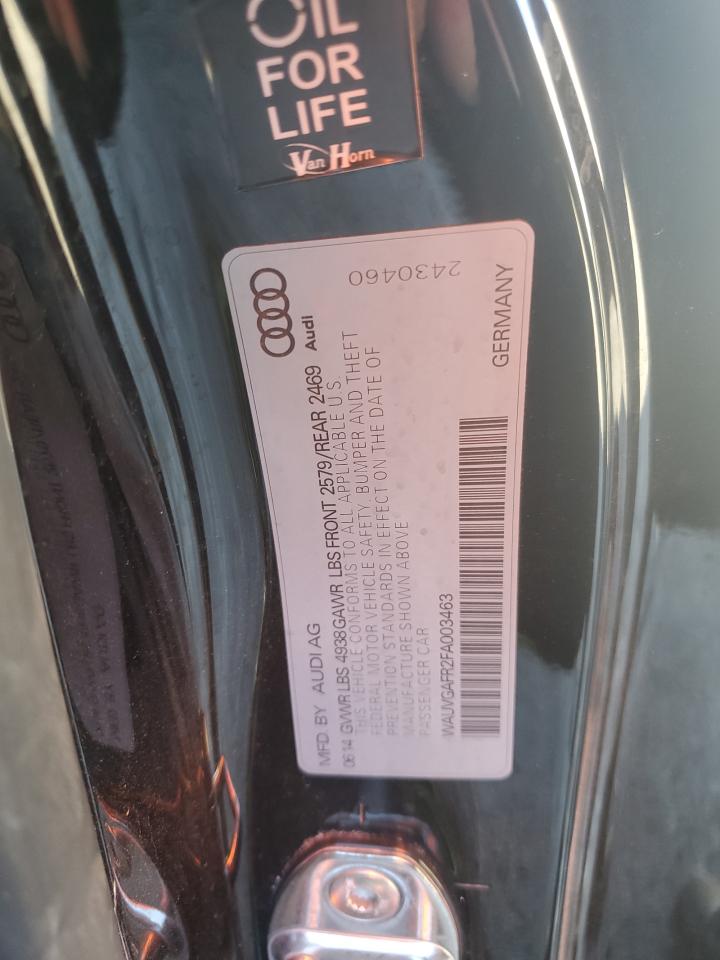 OIL
FOR
LIFE
Van Horn
MFD. BY AUDI AG
Audi
06 14 GVWR LBS 4938 GAWR LBS FRONT 2579/REAR 2469
THIS VEHICLE CONFORMS TO ALL APPLICABLE U.S.
FEDERAL MOTOR VEHICLE SAFETY, BUMPER AND THEFT
PREVENTION STANDARDS IN EFFECT ON THE DATE OF
MANUFACTURE SHOWN ABOVE
PASSENGER CAR
WAUVGAFR2FA003463
GERMANY
2430460